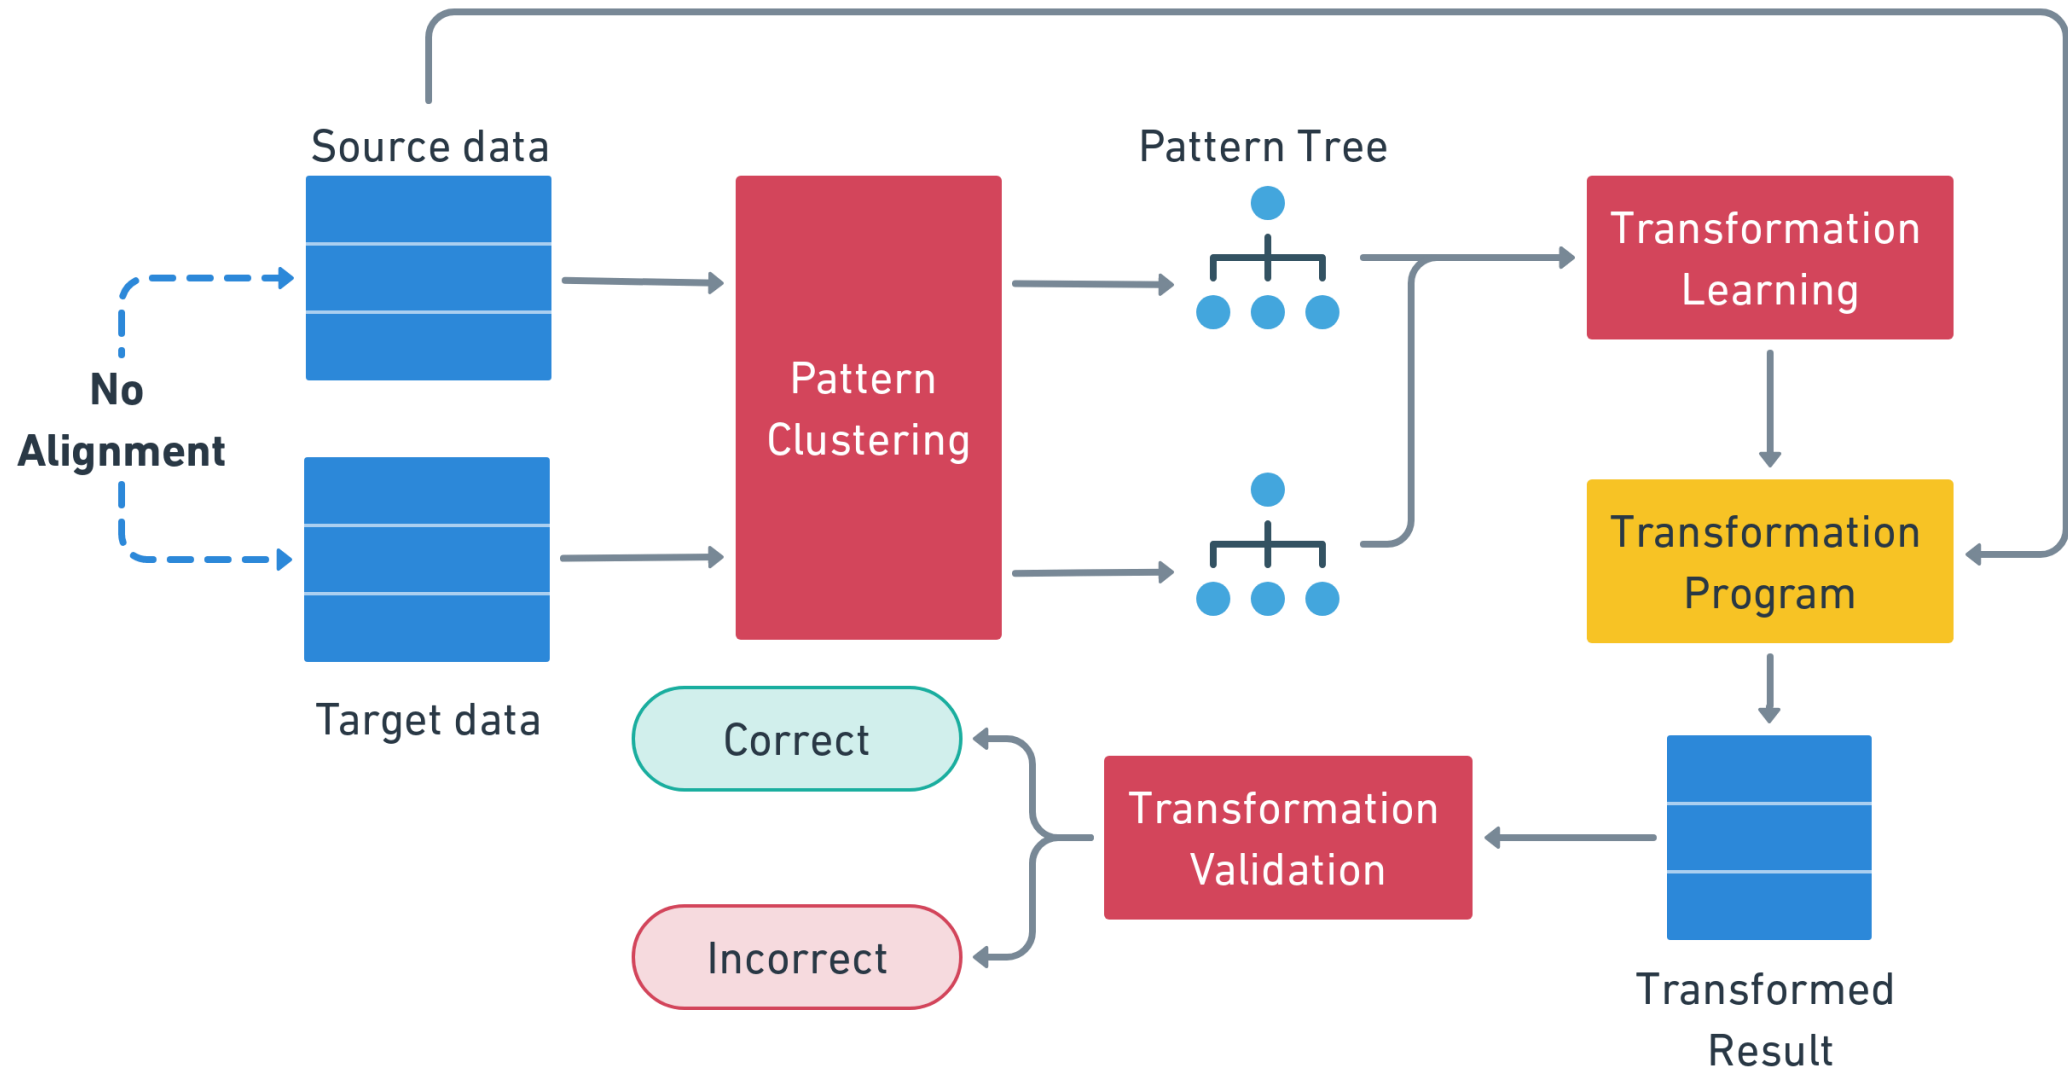 Source data
Pattern Tree
Transformation
Learning
No
Alignment
Pattern
Clustering
Transformation
Program
Target data
Correct
Transformation
Validation
Incorrect
Transformed
Result